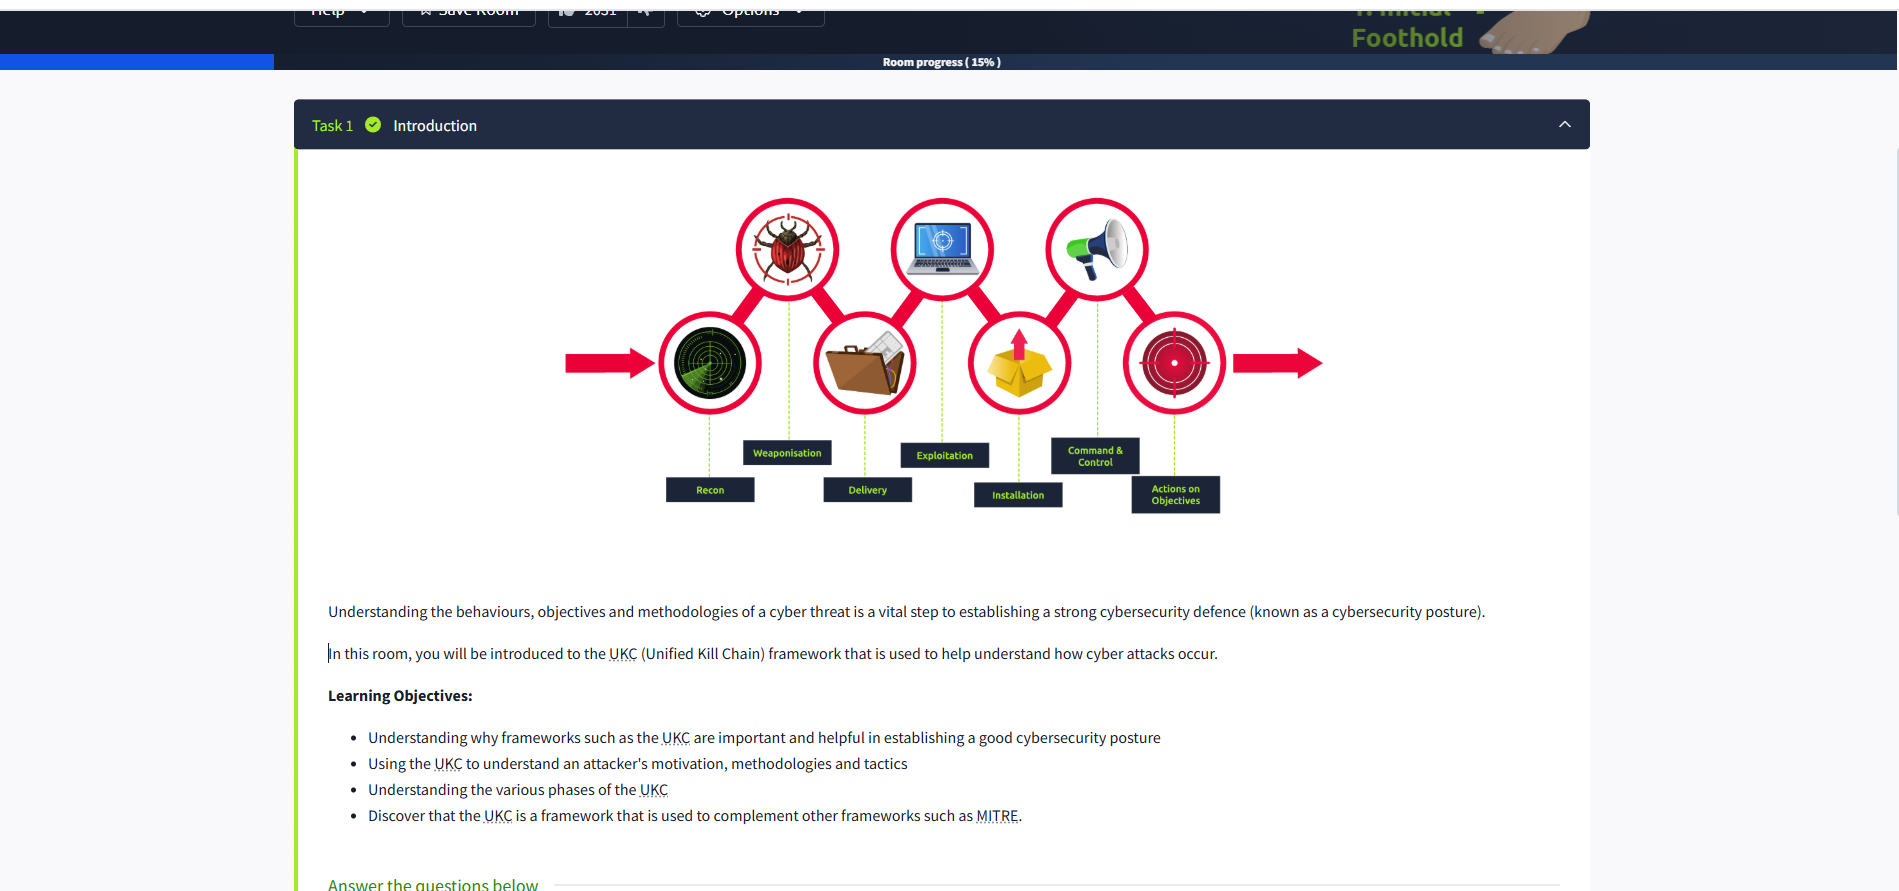 Help
Save Room
2031
Options
1. Initial
Foothold
Room progress ( 15% )
Task 1
Introduction
Weaponisation
Exploitation
Command &
Control
Recon
Delivery
Installation
Actions on
Objectives
Understanding the behaviours, objectives and methodologies of a cyber threat is a vital step to establishing a strong cybersecurity defence (known as a cybersecurity posture).
In this room, you will be introduced to the UKC (Unified Kill Chain) framework that is used to help understand how cyber attacks occur.
Learning Objectives:
• Understanding why frameworks such as the UKC are important and helpful in establishing a good cybersecurity posture
• Using the UKC to understand an attacker's motivation, methodologies and tactics
• Understanding the various phases of the UKC
• Discover that the UKC is a framework that is used to complement other frameworks such as MITRE.
Answer the questions below